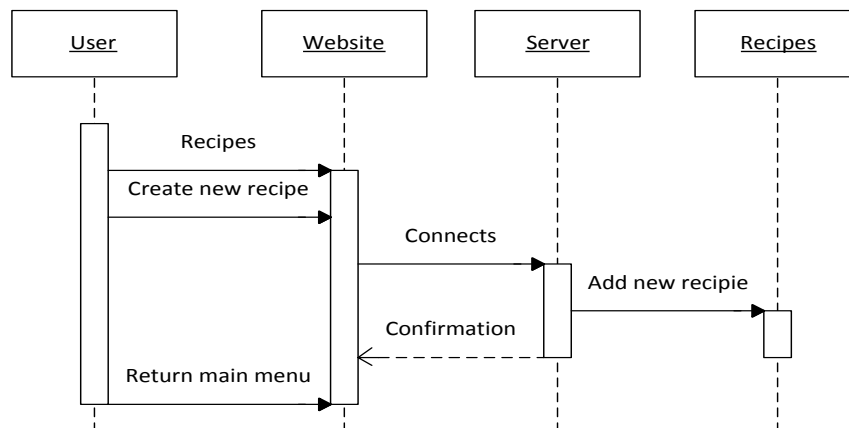 User
Website
Server
Recipes
Recipes
Create new recipe
Connects
Add new recipie
Confirmation
Return main menu